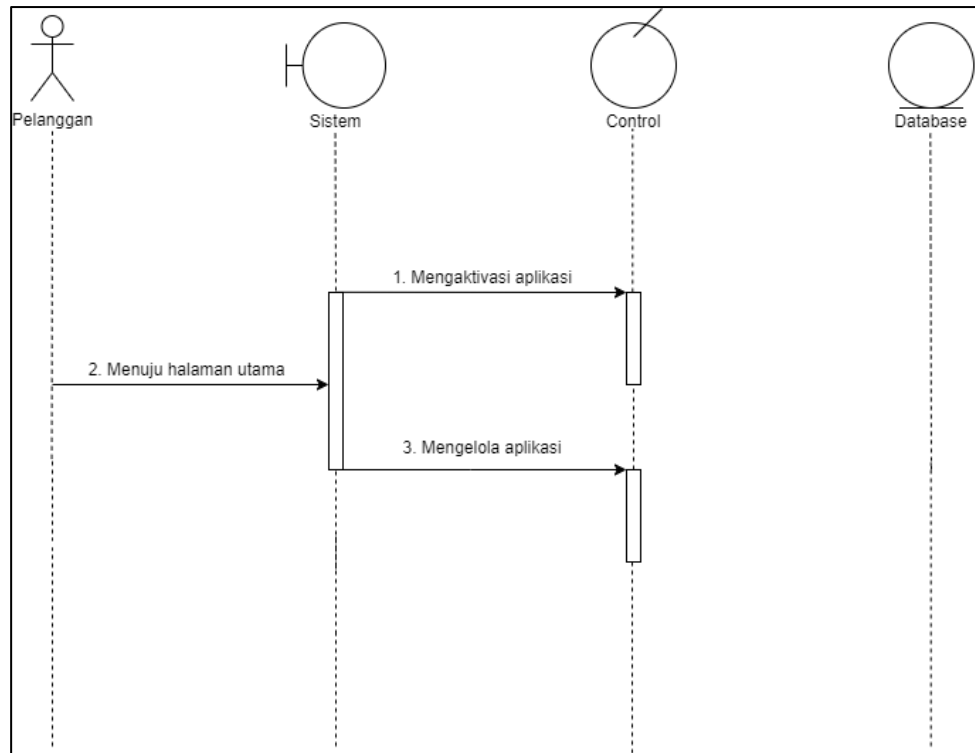 Pelanggan
Sistem
Control
Database
1. Mengaktivasi aplikasi
2. Menuju halaman utama
3. Mengelola aplikasi